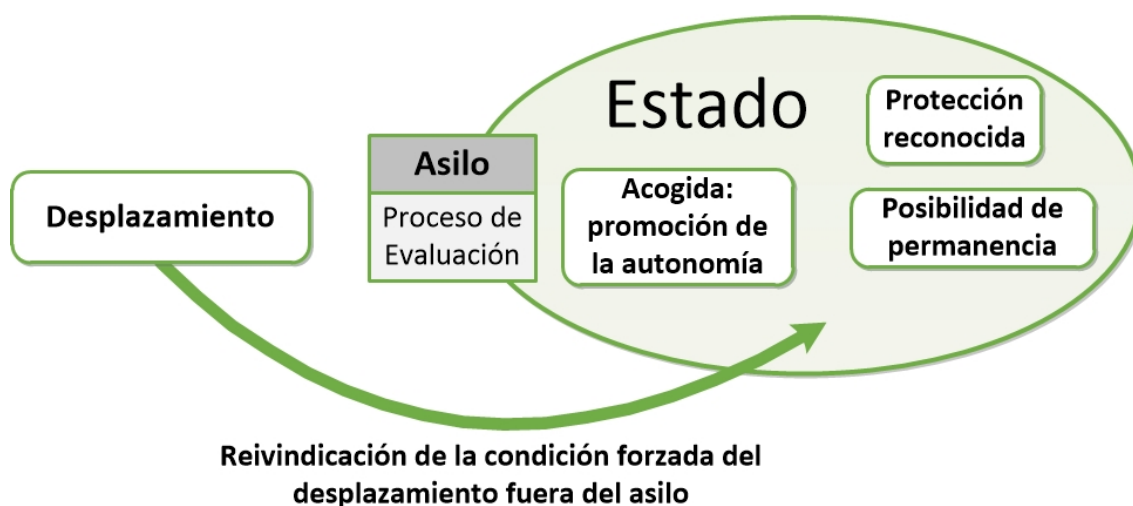 Estado
Protección
reconocida
Asilo
Proceso de
Evaluación
Desplazamiento
Acogida:
promoción de
la autonomía
Posibilidad de
permanencia
Reivindicación de la condición forzada del
desplazamiento fuera del asilo